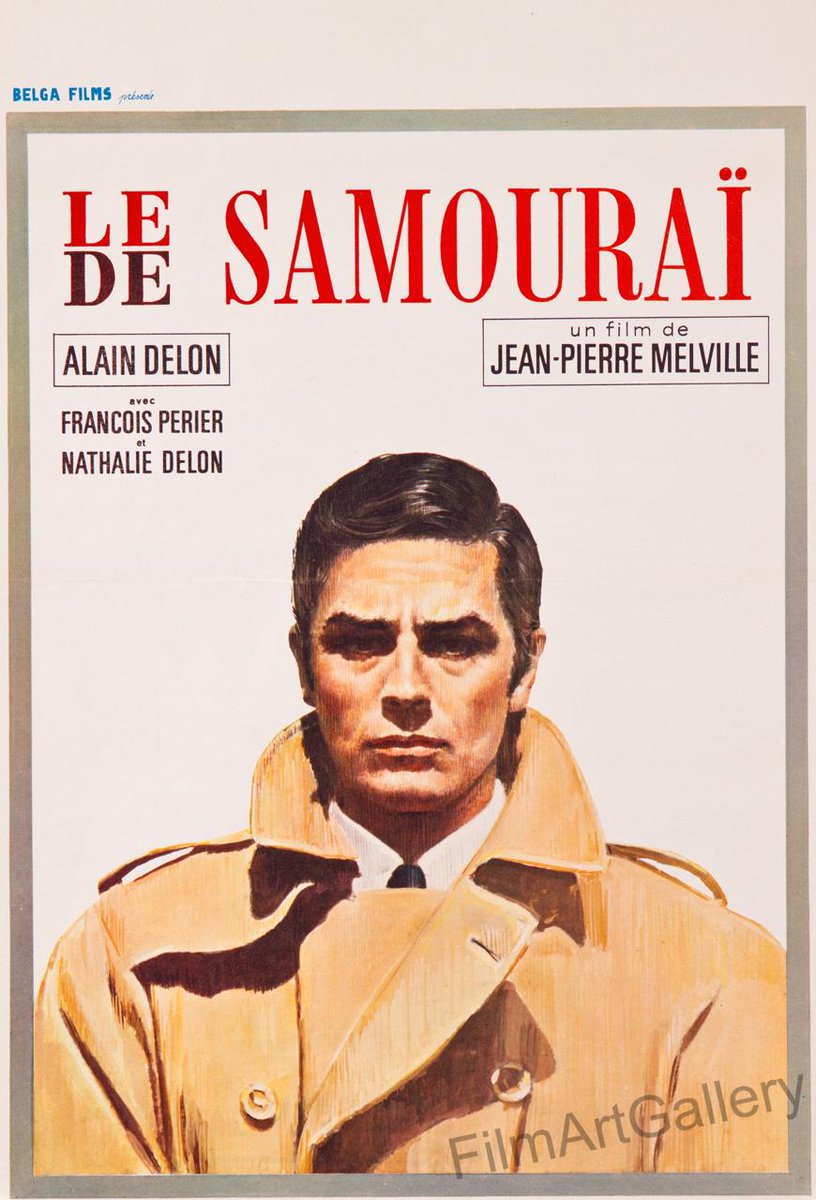 BELGA FILMS présente
LE
DE SAMOURAÏ
ALAIN DELON
un film de
JEAN-PIERRE MELVILLE
avec
FRANCOIS PERIER
et
NATHALIE DELON
FilmArtGallery